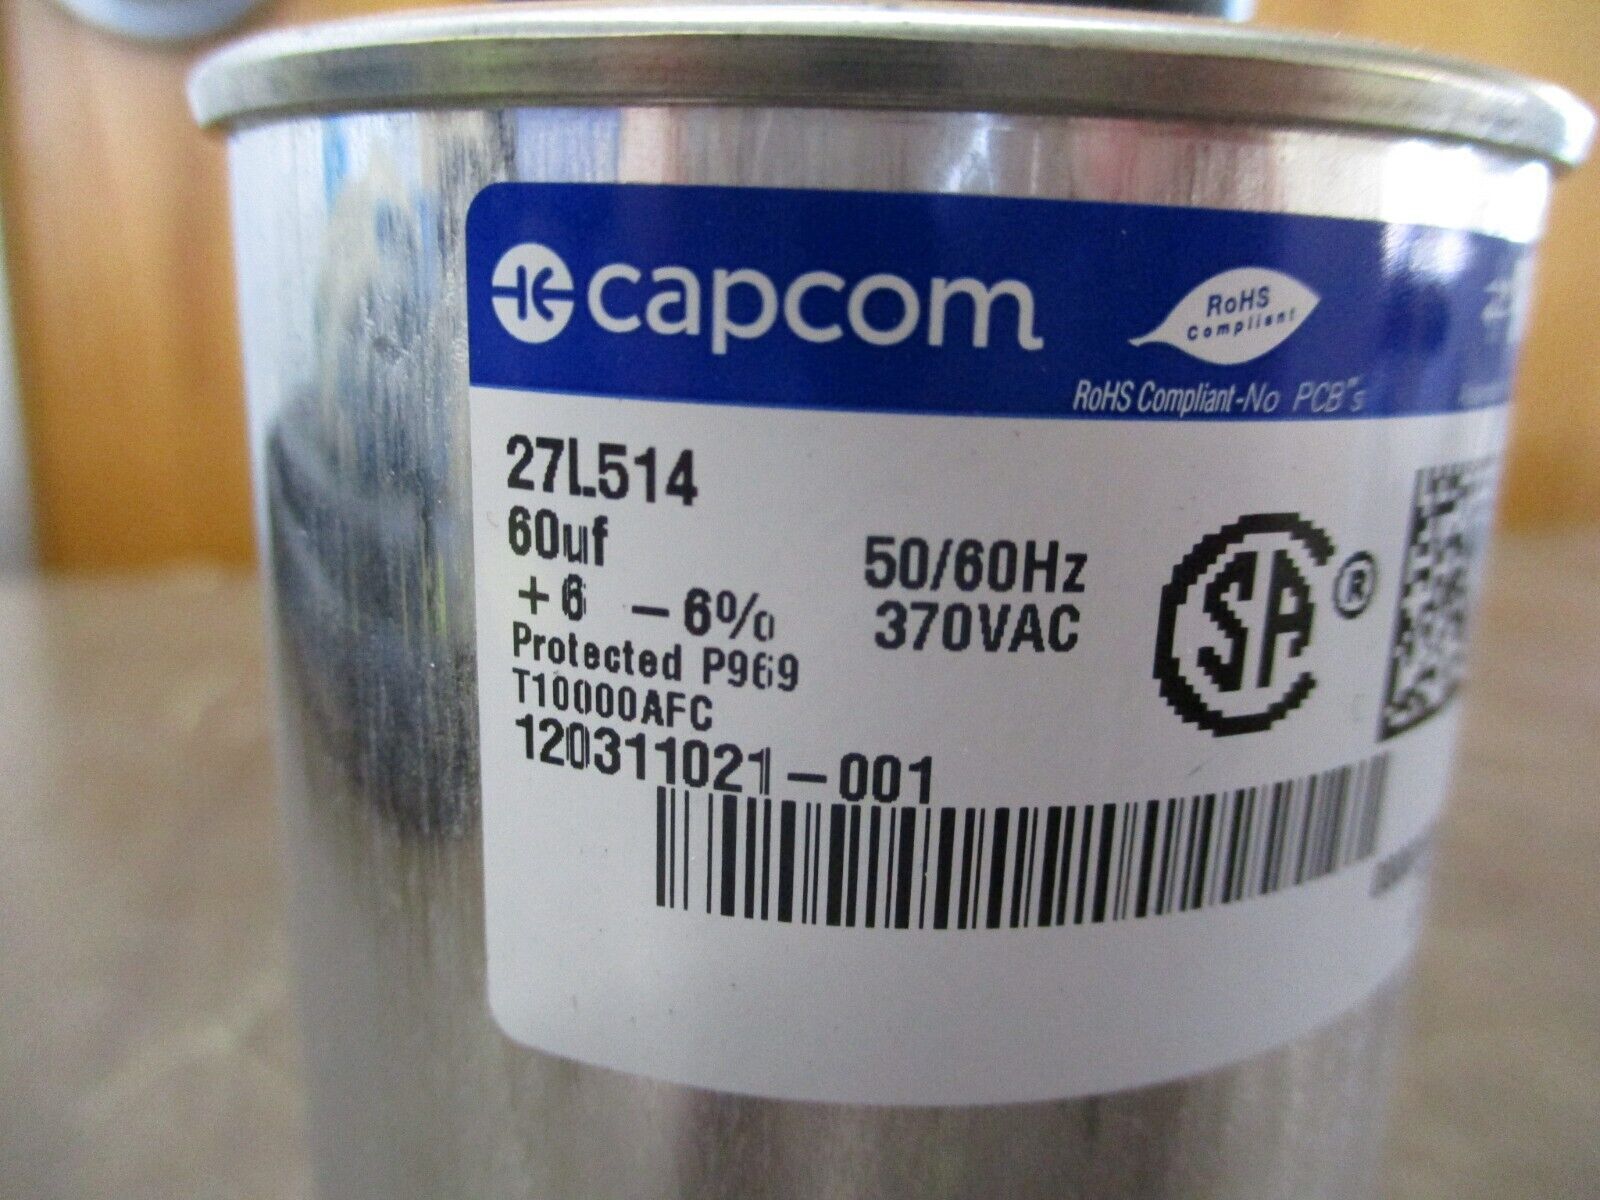 capcom
RoHS
Compliant
RoHS Compliant-No PCB"s
27L514
60uf
+6 -6%
50/60Hz
370VAC
Protected P969
T10000AFC
120311021-001
SA ®